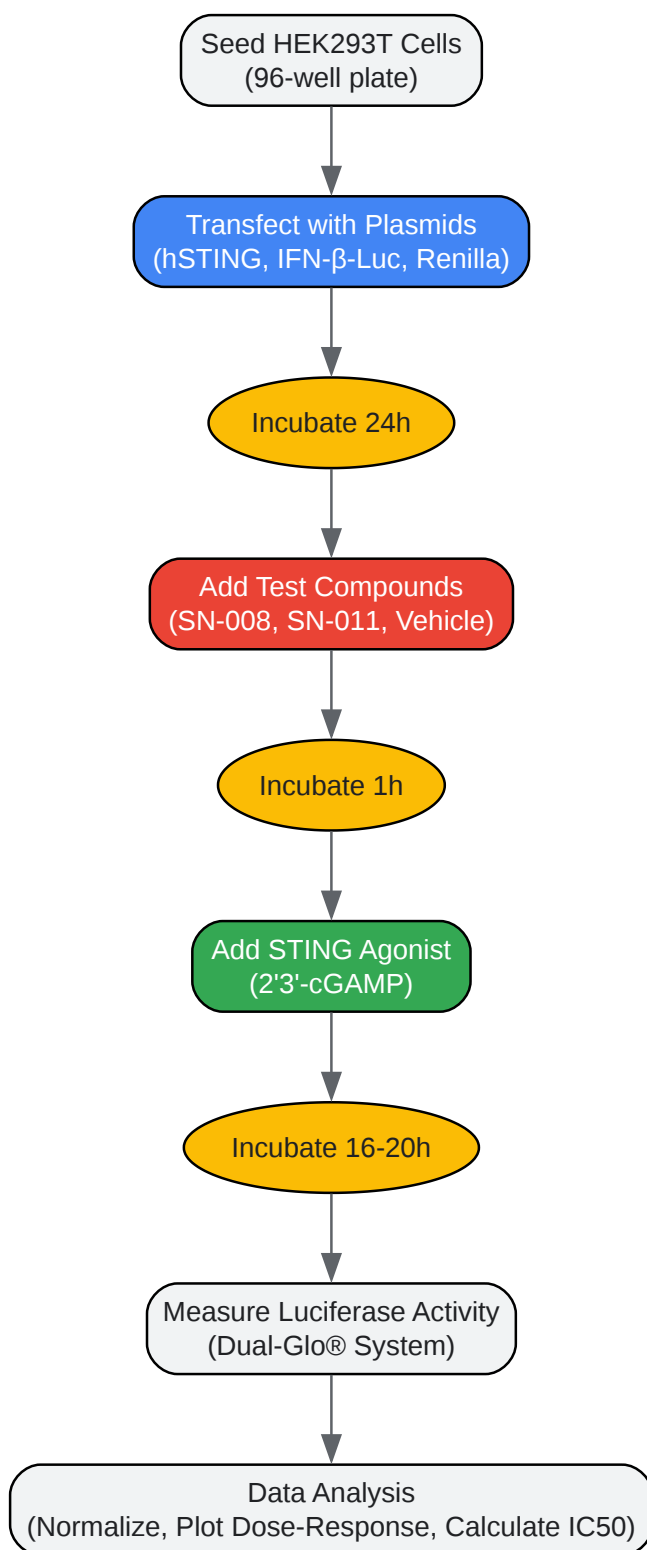 Seed HEK293T Cells
(96-well plate)
Transfect with Plasmids
(hSTING, IFN-β-Luc, Renilla)
Incubate 24h
Add Test Compounds
(SN-008, SN-011, Vehicle)
Incubate 1h
Add STING Agonist
(2'3'-cGAMP)
Incubate 16-20h
Measure Luciferase Activity
(Dual-Glo® System)
Data Analysis
(Normalize, Plot Dose-Response, Calculate IC50)